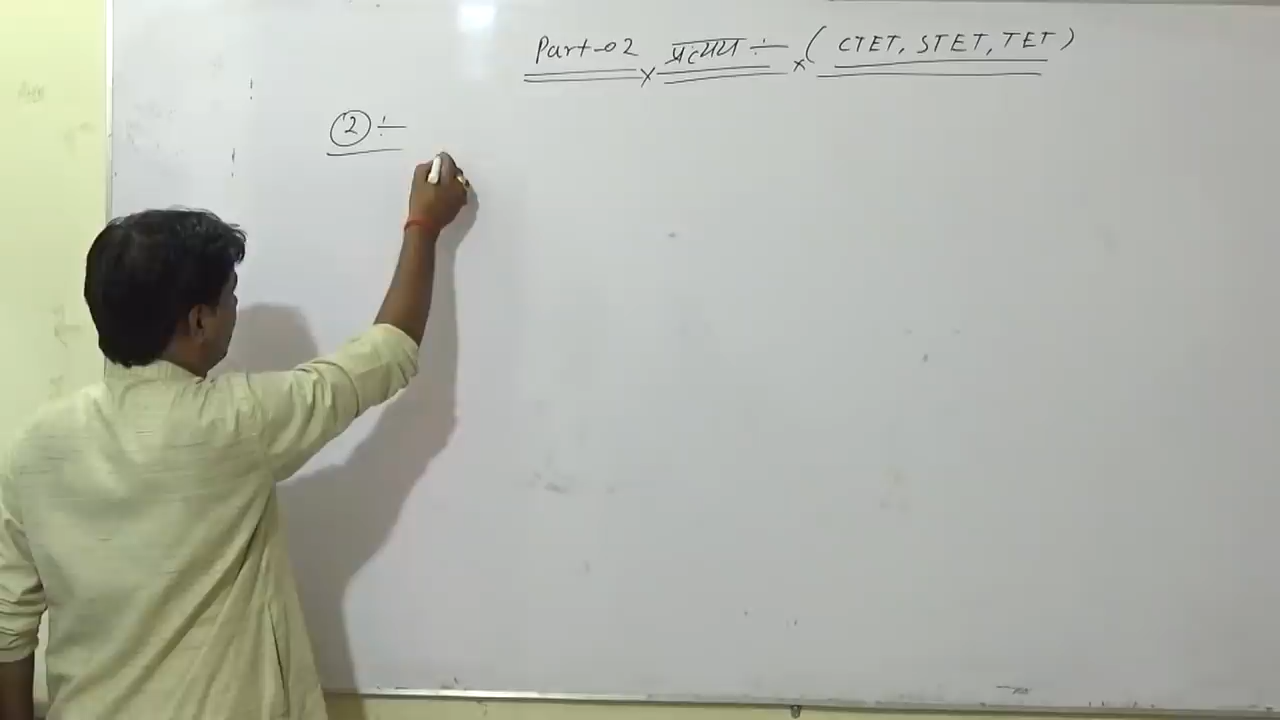 Part-02 प्रत्यय ÷ ( CTET, STET, TET )
② ÷